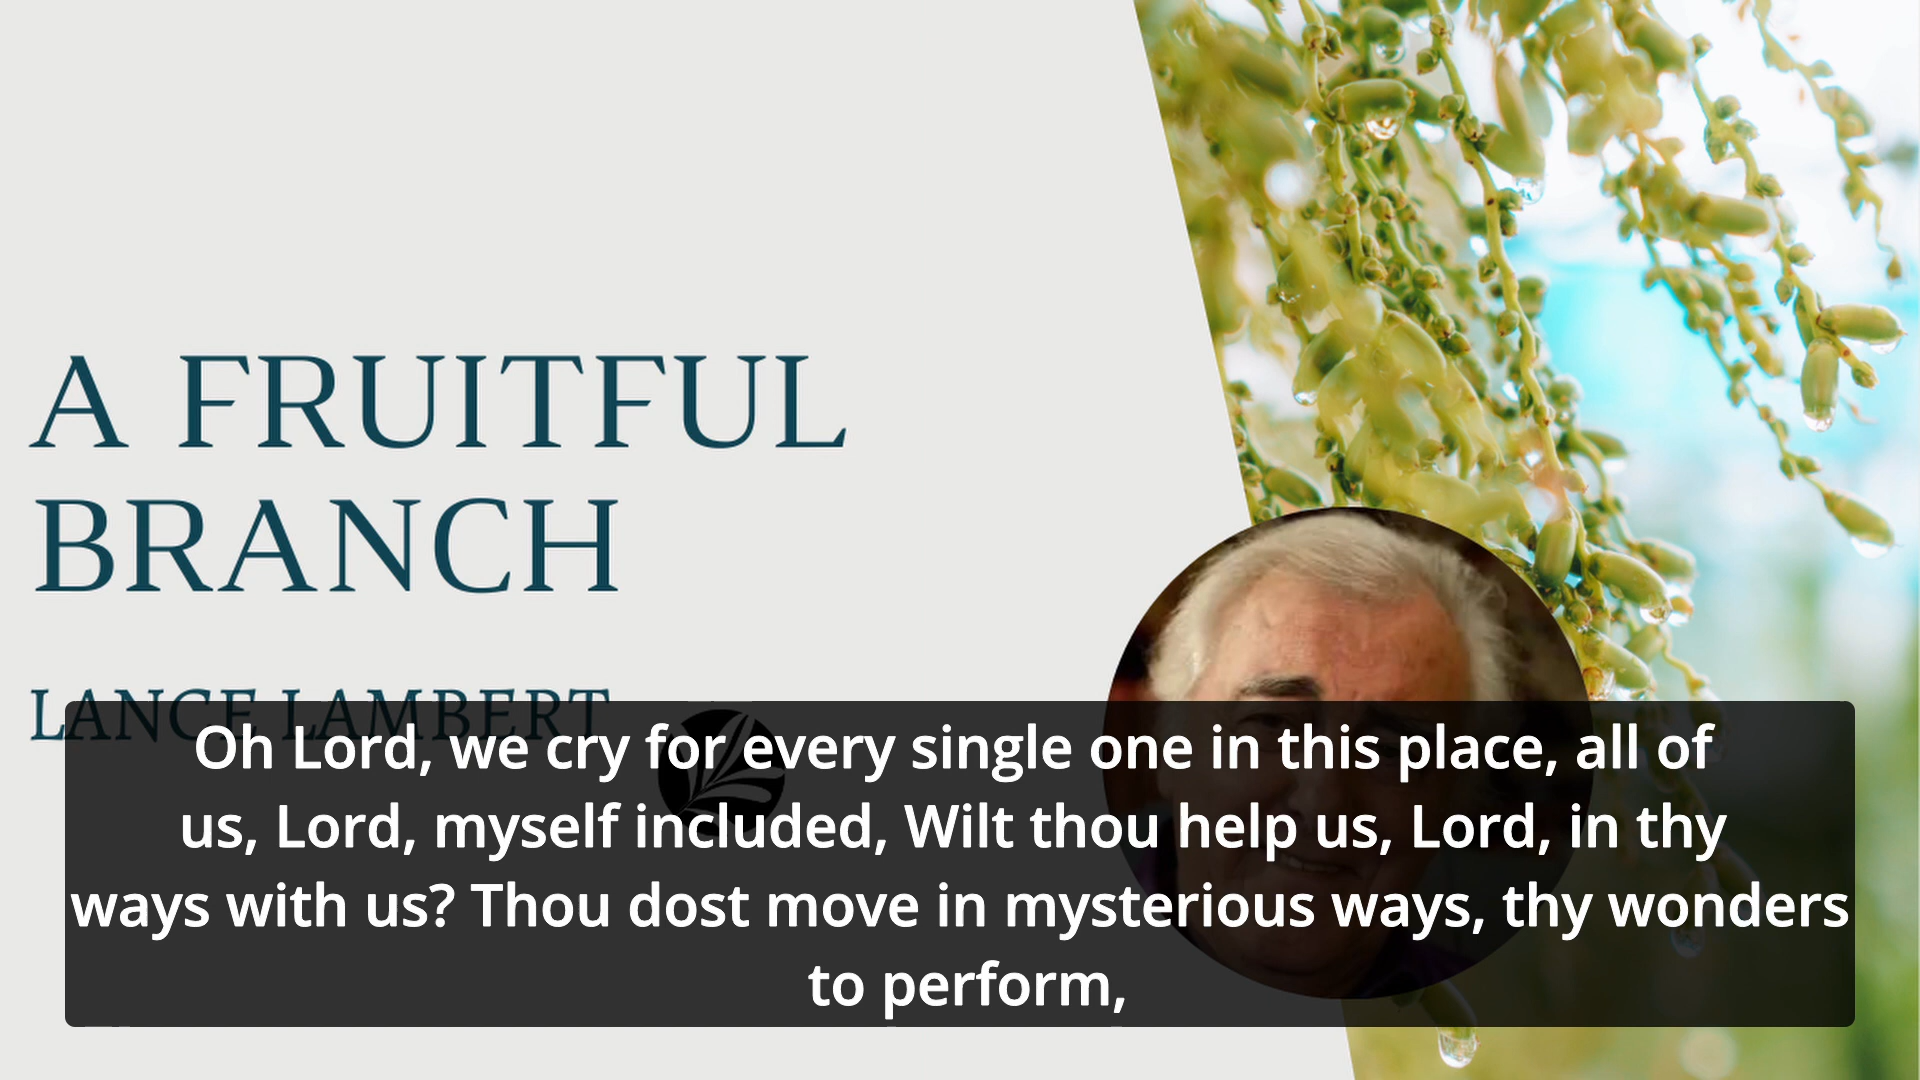 A FRUITFUL
BRANCH
LANCE LAMBERT
Oh Lord, we cry for every single one in this place, all of
us, Lord, myself included, Wilt thou help us, Lord, in thy
ways with us? Thou dost move in mysterious ways, thy wonders
to perform,